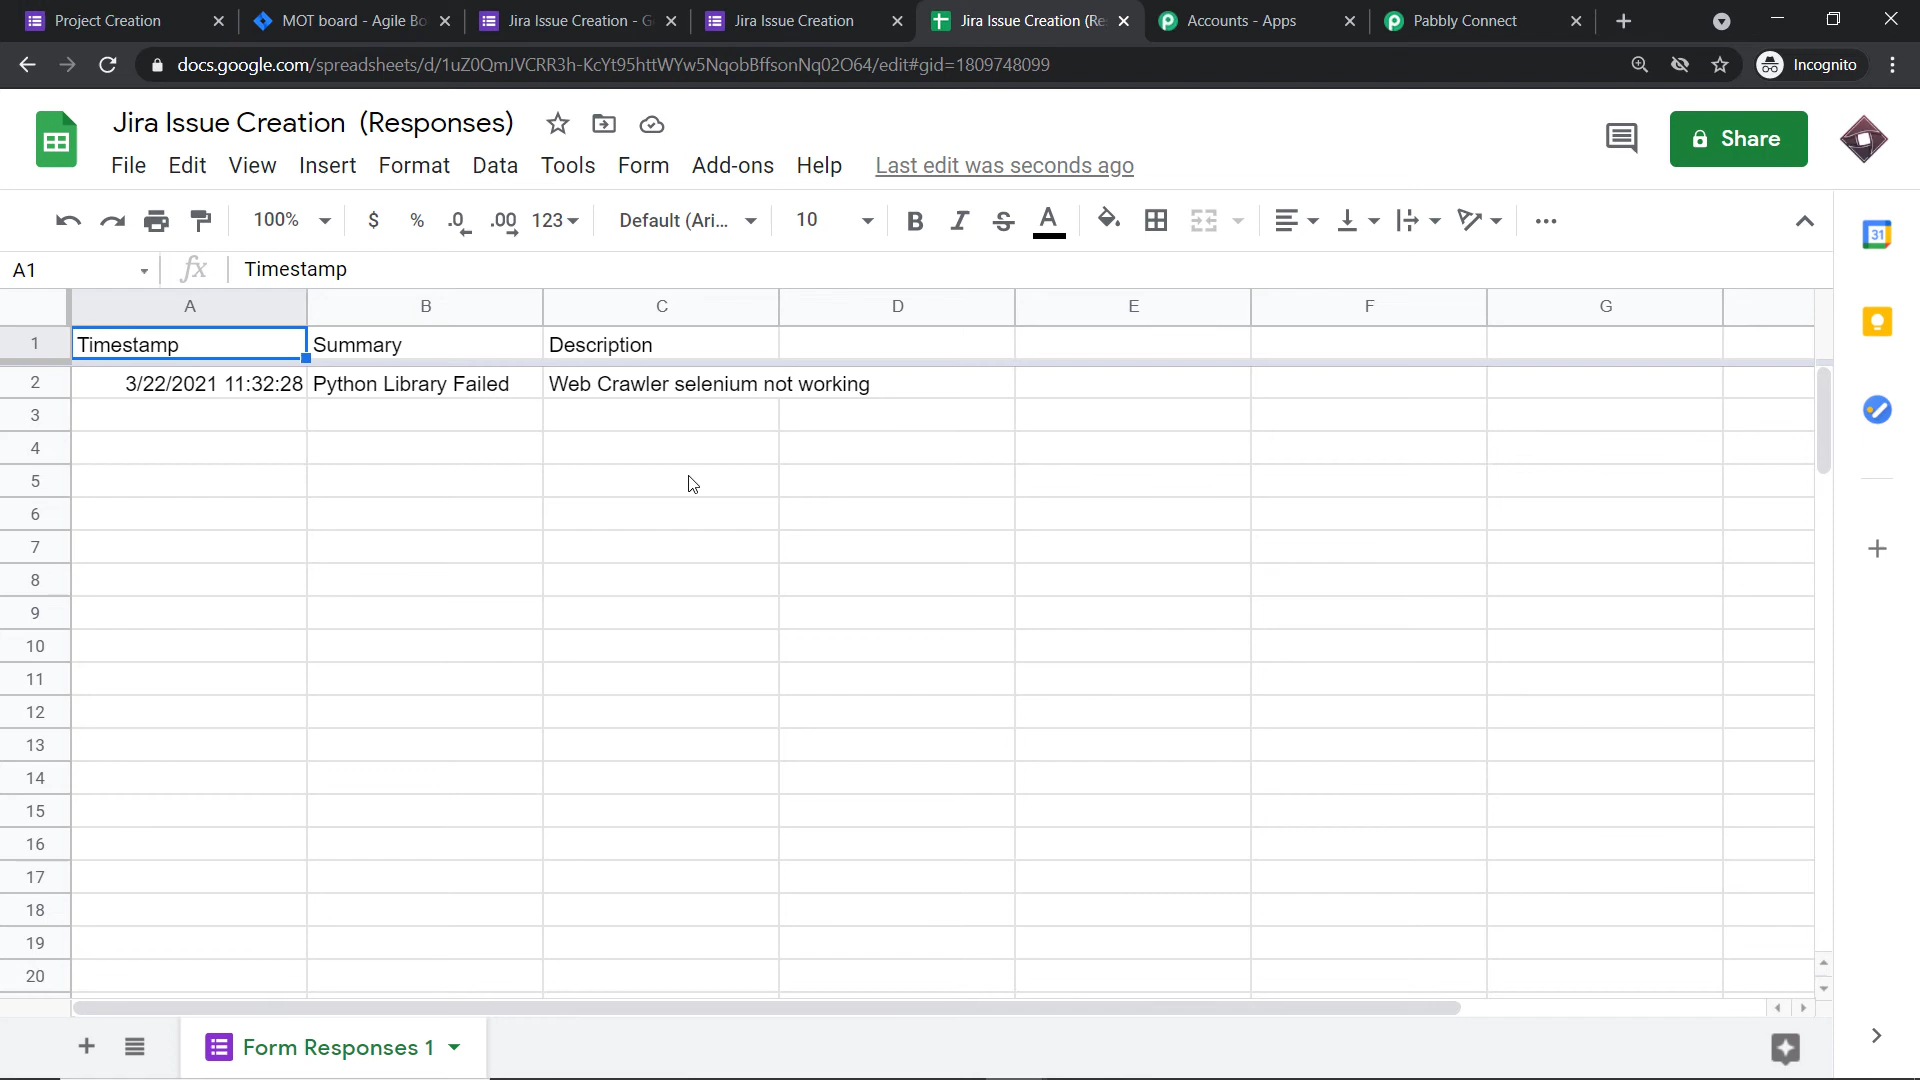 Project Creation
MOT board - Agile Bo
Jira Issue Creation - G
Jira Issue Creation
Jira Issue Creation (Re
Accounts - Apps
Pabbly Connect
docs.google.com/spreadsheets/d/1uZ0QmJVCRR3h-KcYt95httWYw5NqobBffsonNq02O64/edit#gid=1809748099
Incognito
Jira Issue Creation (Responses)
File Edit View Insert Format Data Tools Form Add-ons Help Last edit was seconds ago
Share
100% $ % .0 .00 123 Default (Ari... 10 B I S A
31
A1 fx Timestamp
A B C D E F G
1 Timestamp Summary Description
2 3/22/2021 11:32:28 Python Library Failed Web Crawler selenium not working
3
4
5
6
7
8
9
10
11
12
13
14
15
16
17
18
19
20
Form Responses 1